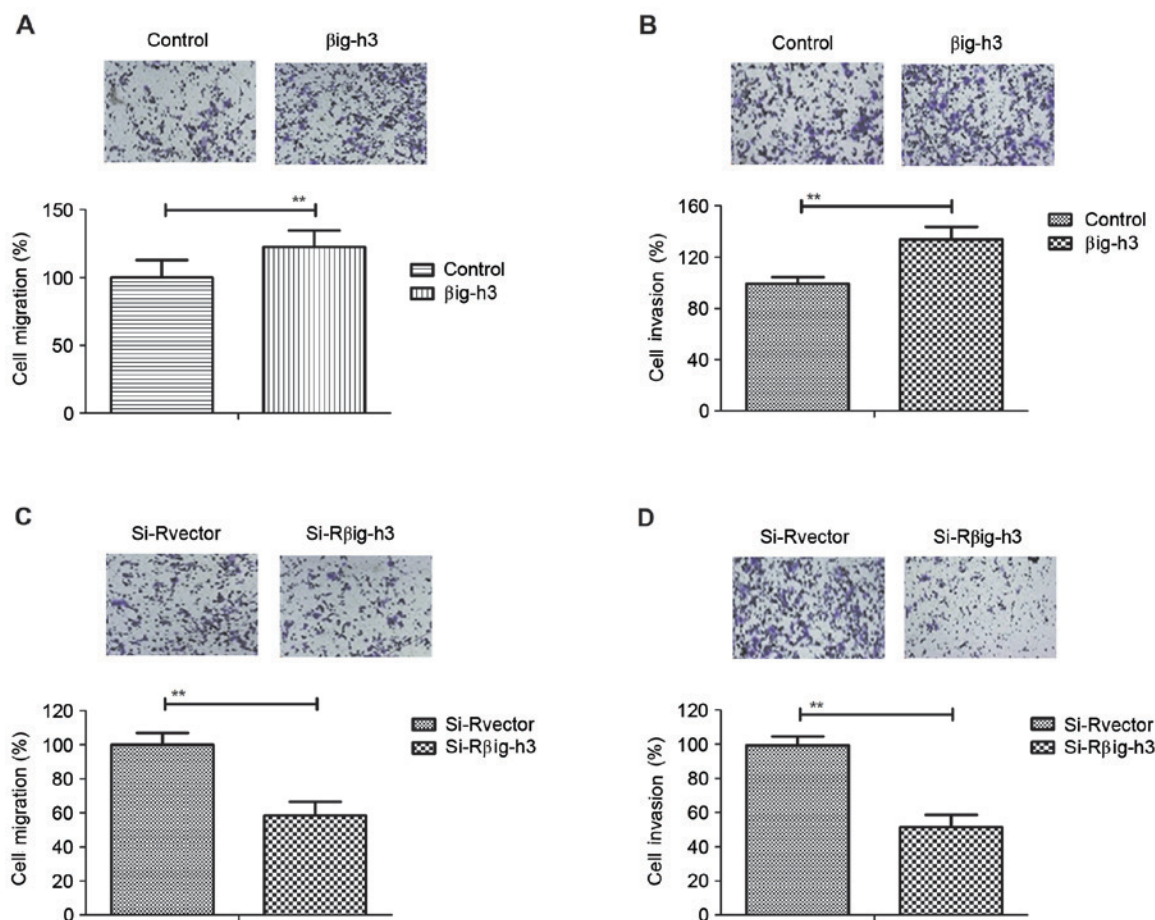 A
Control
βig-h3
**
150
100
50
0
Cell migration (%)
Control
βig-h3
B
Control
βig-h3
**
160
120
80
40
0
Cell invasion (%)
Control
βig-h3
C
Si-Rvector
Si-Rβig-h3
**
120
100
80
60
40
20
0
Cell migration (%)
Si-Rvector
Si-Rβig-h3
D
Si-Rvector
Si-Rβig-h3
**
120
100
80
60
40
20
0
Cell invasion (%)
Si-Rvector
Si-Rβig-h3